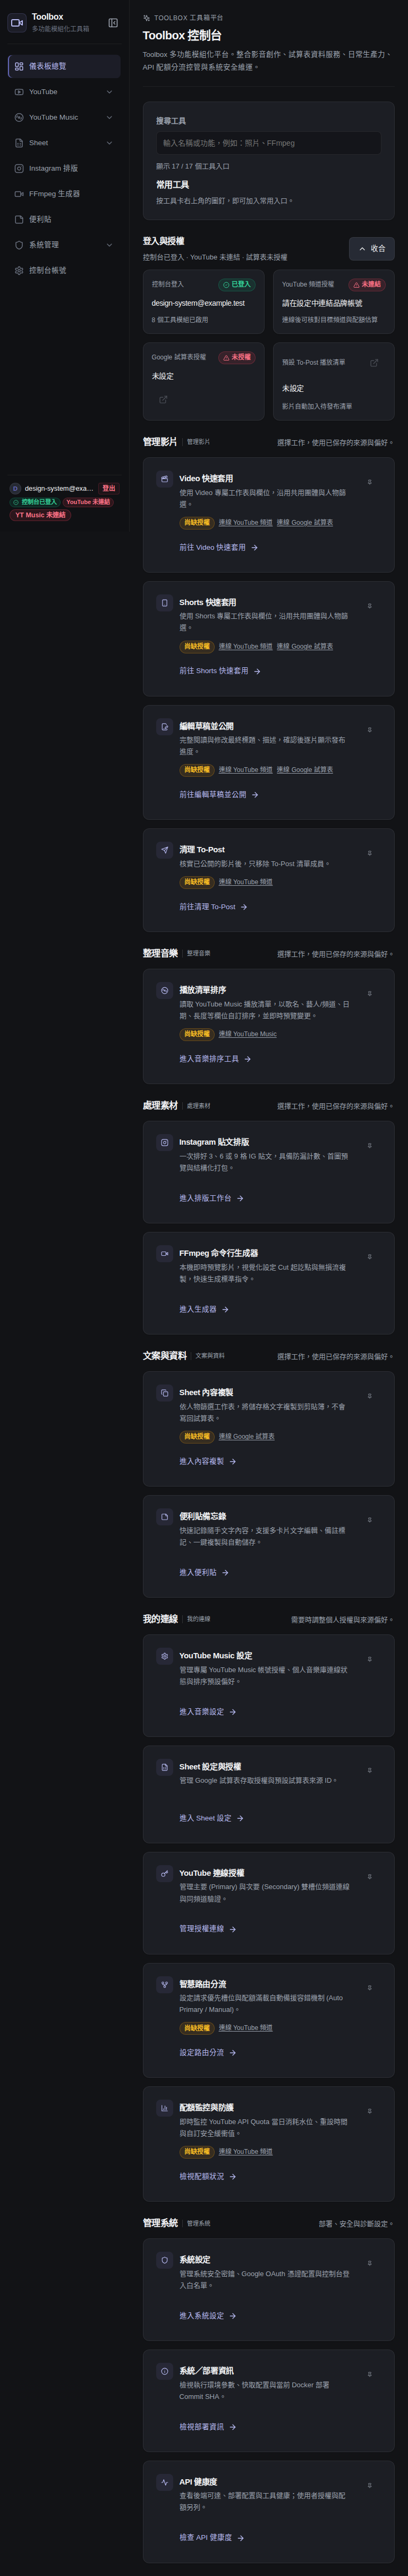 Toolbox
多功能模組化工具箱
儀表板總覽
YouTube
YouTube Music
Sheet
Instagram 排版
FFmpeg 生成器
便利貼
系統管理
控制台帳號
D
design-system@exa...
登出
控制台已登入
YouTube 未連結
YT Music 未連結
TOOLBOX 工具箱平台
Toolbox 控制台
Toolbox 多功能模組化平台。整合影音創作、試算表資料服務、日常生產力、
API 配額分流控管與系統安全維運。
搜尋工具
輸入名稱或功能，例如：照片、FFmpeg
顯示 17 / 17 個工具入口
常用工具
按工具卡右上角的圖釘，即可加入常用入口。
登入與授權
控制台已登入 · YouTube 未連結 · 試算表未授權
收合
控制台登入
已登入
design-system@example.test
8 個工具模組已啟用
YouTube 頻道授權
未連結
請在設定中連結品牌帳號
連線後可核對目標頻道與配額估算
Google 試算表授權
未授權
未設定
預設 To-Post 播放清單
未設定
影片自動加入待發布清單
管理影片
管理影片
選擇工作，使用已保存的來源與偏好。
Video 快速套用
使用 Video 專屬工作表與欄位，沿用共用團體與人物篩
選。
尚缺授權
連線 YouTube 頻道
連線 Google 試算表
前往 Video 快速套用
Shorts 快速套用
使用 Shorts 專屬工作表與欄位，沿用共用團體與人物篩
選。
尚缺授權
連線 YouTube 頻道
連線 Google 試算表
前往 Shorts 快速套用
編輯草稿並公開
完整閱讀與修改最終標題、描述，確認後逐片顯示發布
進度。
尚缺授權
連線 YouTube 頻道
連線 Google 試算表
前往編輯草稿並公開
清理 To-Post
核實已公開的影片後，只移除 To-Post 清單成員。
尚缺授權
連線 YouTube 頻道
前往清理 To-Post
整理音樂
整理音樂
選擇工作，使用已保存的來源與偏好。
播放清單排序
讀取 YouTube Music 播放清單，以歌名、藝人/頻道、日
期、長度等欄位自訂排序，並即時預覽變更。
尚缺授權
連線 YouTube Music
進入音樂排序工具
處理素材
處理素材
選擇工作，使用已保存的來源與偏好。
Instagram 貼文排版
一次排好 3、6 或 9 格 IG 貼文，具備防漏計數、首圖預
覽與結構化打包。
進入排版工作台
FFmpeg 命令行生成器
本機即時預覽影片，視覺化設定 Cut 起訖點與無損流複
製，快速生成標準指令。
進入生成器
文案與資料
文案與資料
選擇工作，使用已保存的來源與偏好。
Sheet 內容複製
依人物篩選工作表，將儲存格文字複製到剪貼簿，不會
寫回試算表。
尚缺授權
連線 Google 試算表
進入內容複製
便利貼備忘錄
快速記錄隨手文字內容，支援多卡片文字編輯、備註標
記、一鍵複製與自動儲存。
進入便利貼
我的連線
我的連線
需要時調整個人授權與來源偏好。
YouTube Music 設定
管理專屬 YouTube Music 帳號授權、個人音樂庫連線狀
態與排序預設偏好。
進入音樂設定
Sheet 設定與授權
管理 Google 試算表存取授權與預設試算表來源 ID。
進入 Sheet 設定
YouTube 連線授權
管理主要 (Primary) 與次要 (Secondary) 雙槽位頻道連線
與同頻道驗證。
管理授權連線
智慧路由分流
設定請求優先槽位與配額滿載自動備援容錯機制 (Auto
Primary / Manual)。
尚缺授權
連線 YouTube 頻道
設定路由分流
配額監控與防護
即時監控 YouTube API Quota 當日消耗水位、重設時間
與自訂安全緩衝值。
尚缺授權
連線 YouTube 頻道
檢視配額狀況
管理系統
管理系統
部署、安全與診斷設定。
系統設定
管理系統安全密鑰、Google OAuth 憑證配置與控制台登
入白名單。
進入系統設定
系統／部署資訊
檢視執行環境參數、快取配置與當前 Docker 部署
Commit SHA。
檢視部署資訊
API 健康度
查看後端可達、部署配置與工具健康；使用者授權與配
額另列。
檢查 API 健康度